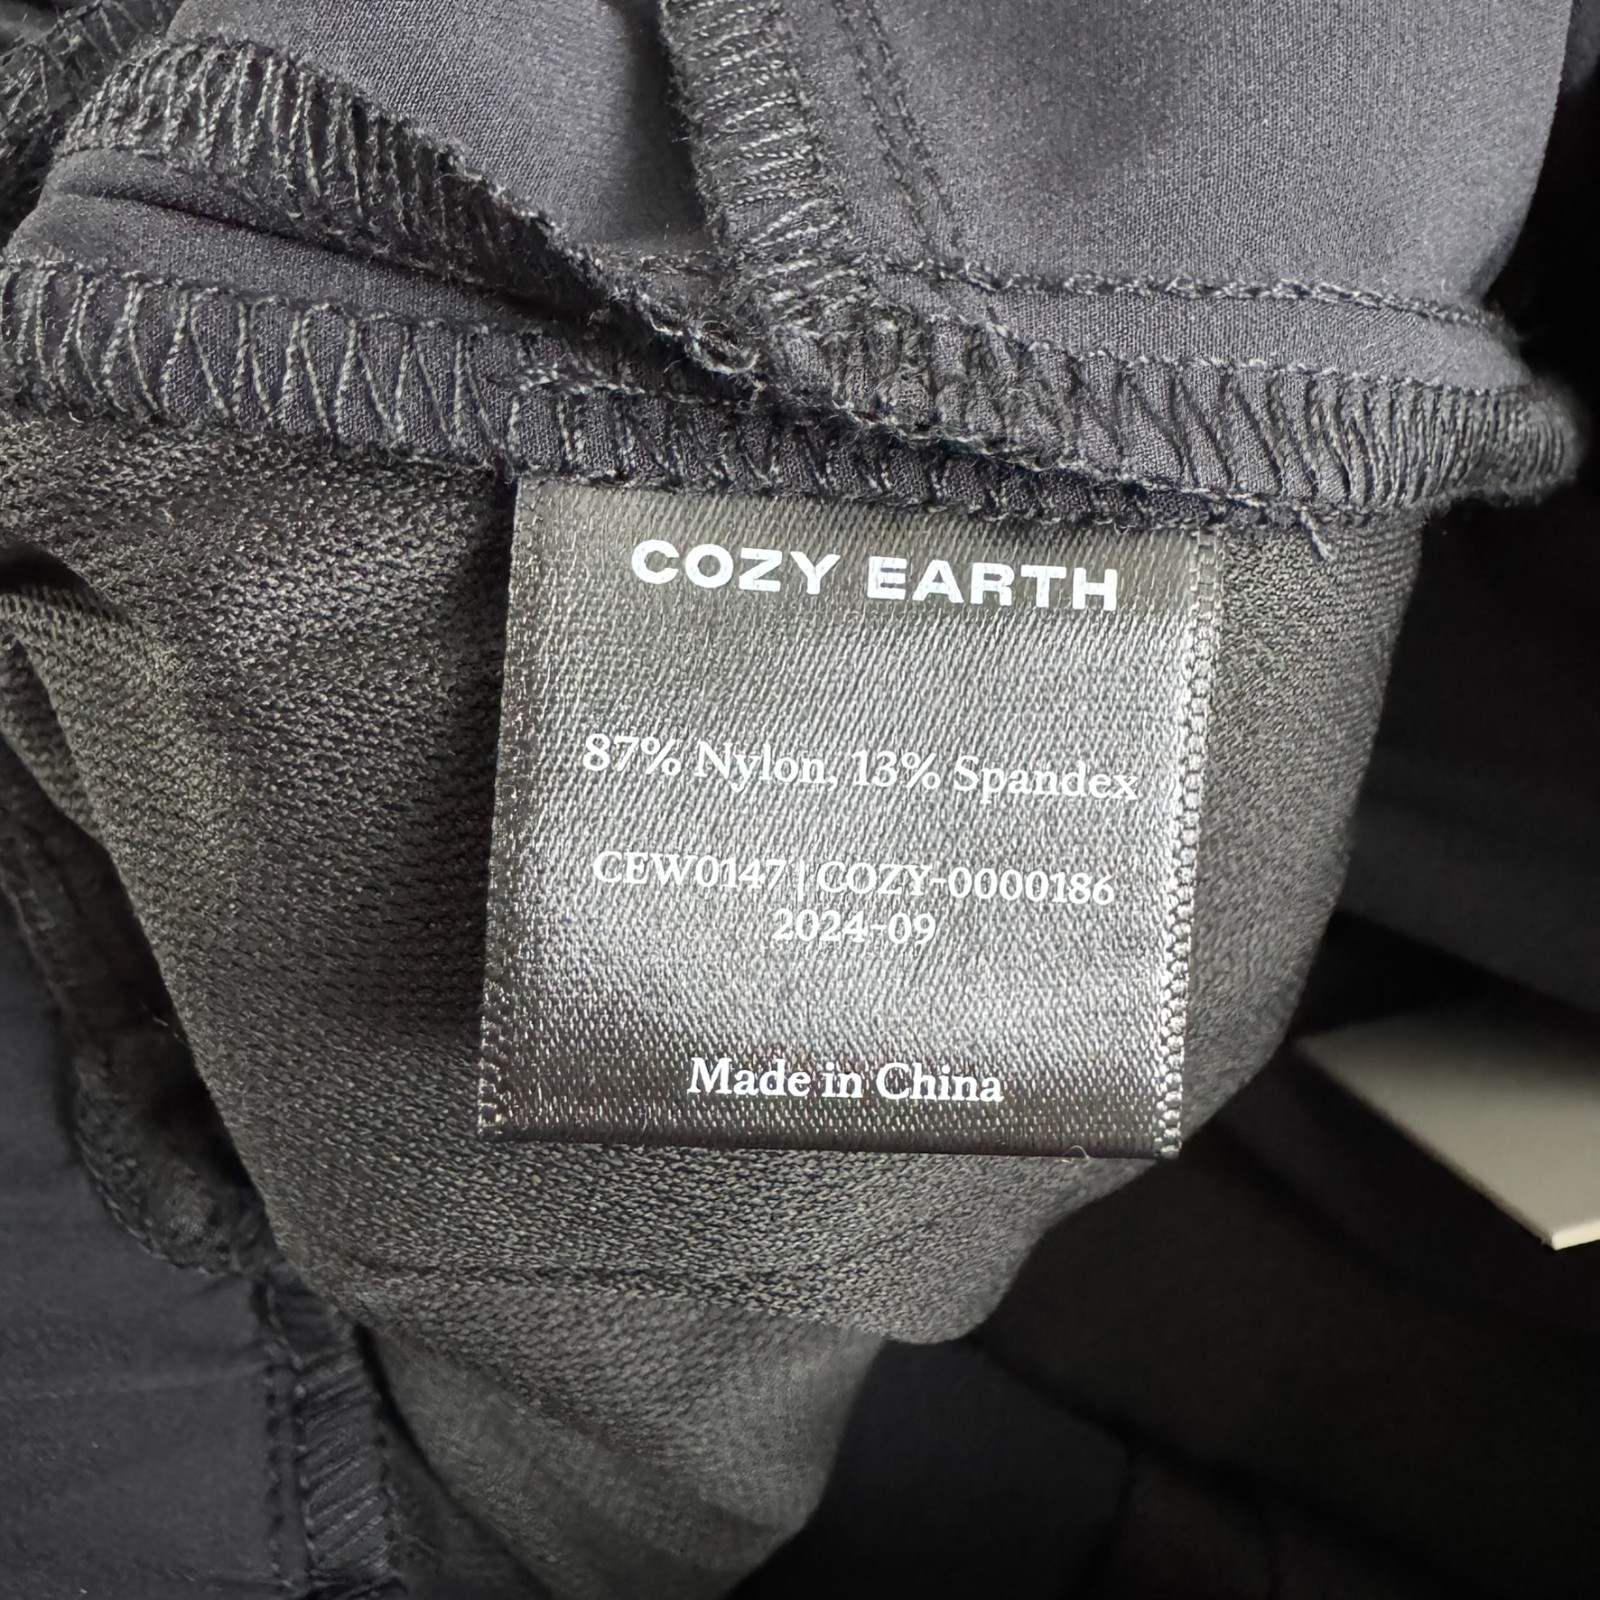 COZY EARTH
87% Nylon, 13% Spandex
CEW0147 | COZY-0000186
2024-09
Made in China